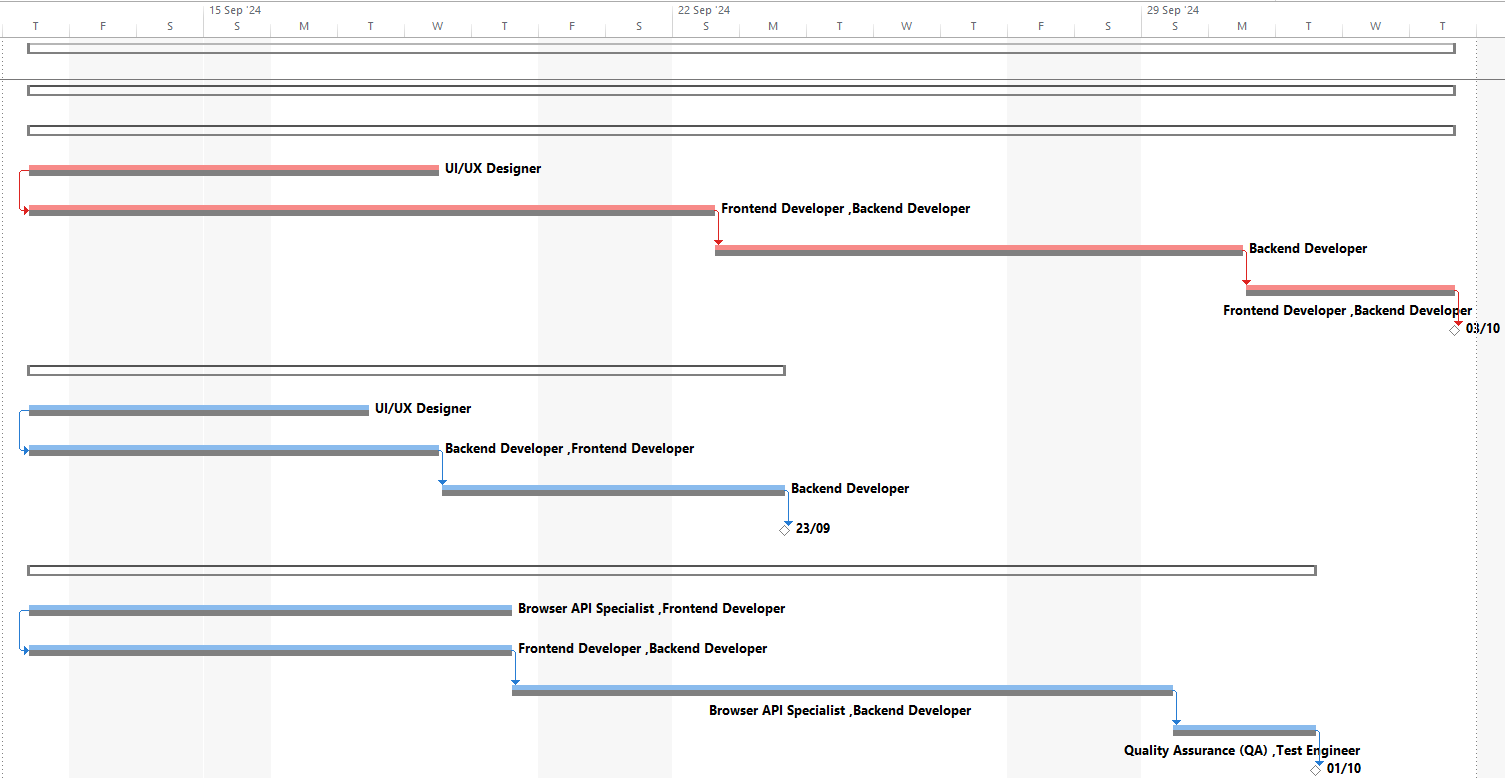 15 Sep '24 22 Sep '24 29 Sep '24
T F S S M T W T F S S M T W T F S S M T W T
UI/UX Designer
Frontend Developer ,Backend Developer
Backend Developer
Frontend Developer ,Backend Developer
03/10
UI/UX Designer
Backend Developer ,Frontend Developer
Backend Developer
23/09
Browser API Specialist ,Frontend Developer
Frontend Developer ,Backend Developer
Browser API Specialist ,Backend Developer
Quality Assurance (QA) ,Test Engineer
01/10